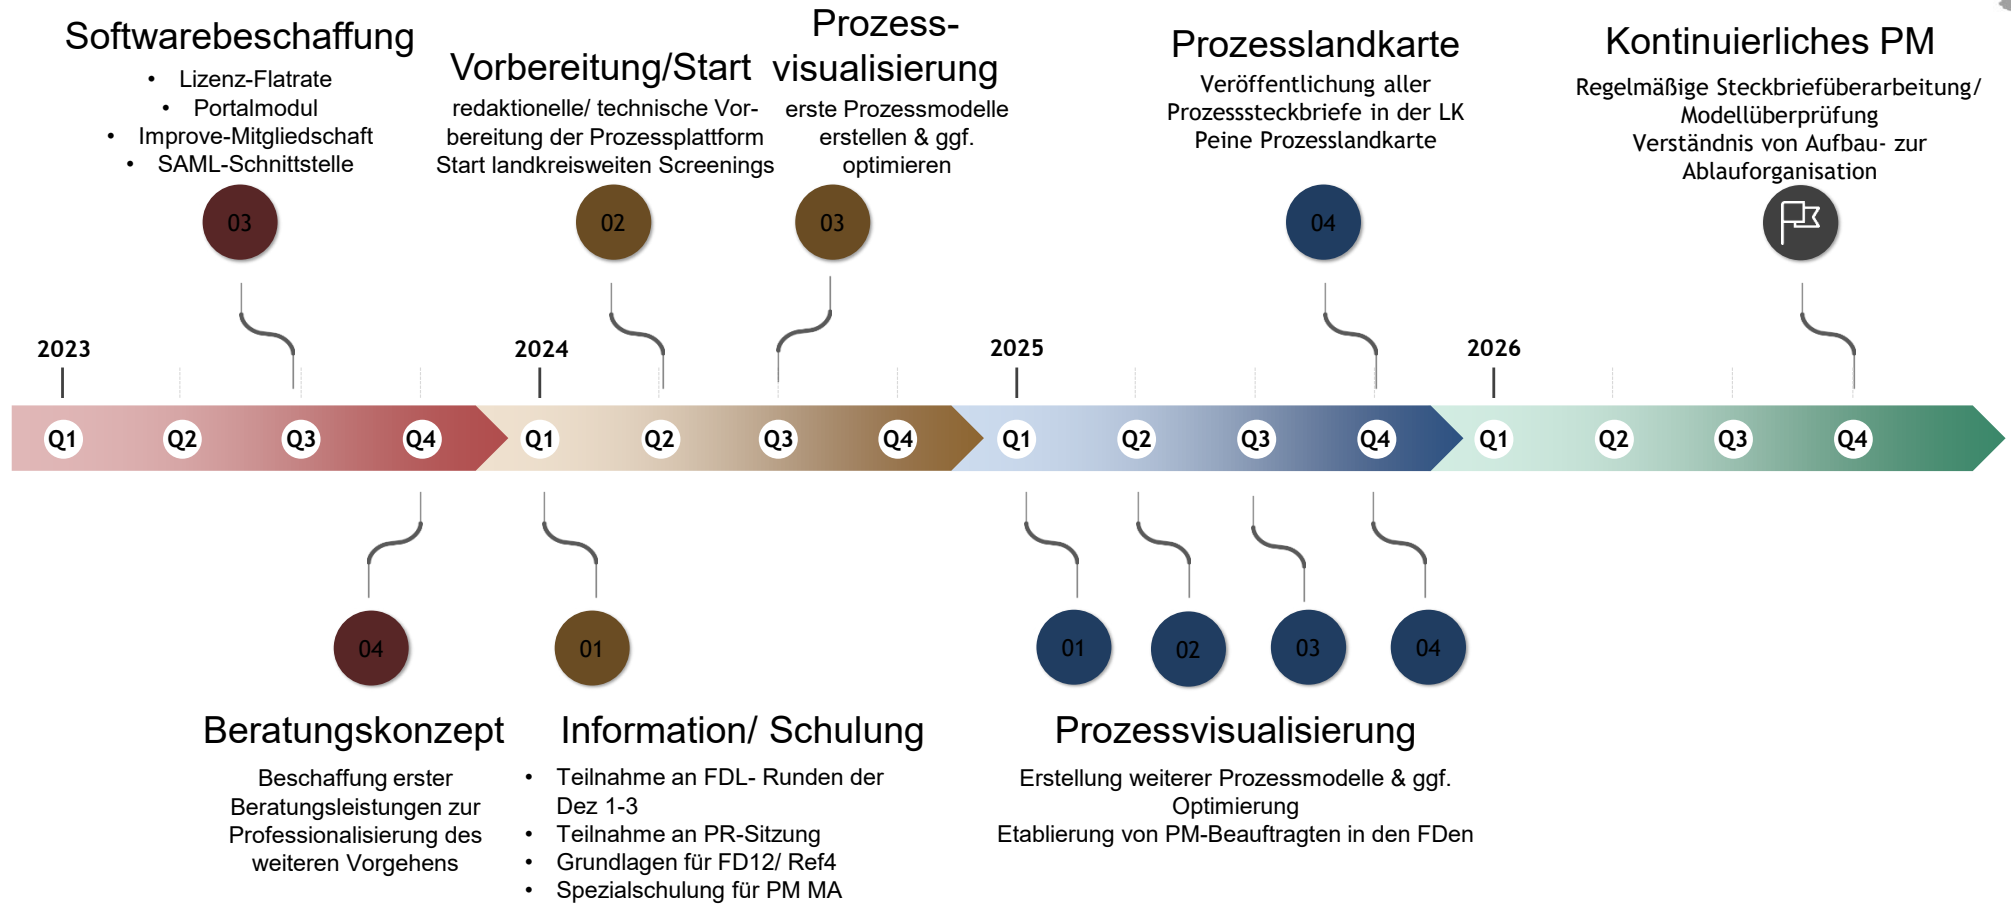 Softwarebeschaffung
• Lizenz-Flatrate
• Portalmodul
• Improve-Mitgliedschaft
• SAML-Schnittstelle
03
Vorbereitung/Start
redaktionelle/ technische Vor-
bereitung der Prozessplattform
Start landkreisweiten Screenings
02
Prozess-
visualisierung
erste Prozessmodelle
erstellen & ggf.
optimieren
03
Prozesslandkarte
Veröffentlichung aller
Prozesssteckbriefe in der LK
Peine Prozesslandkarte
04
Kontinuierliches PM
Regelmäßige Steckbriefüberarbeitung/
Modellüberprüfung
Verständnis von Aufbau- zur
Ablauforganisation
2023
2024
2025
2026
Q1
Q2
Q3
Q4
Q1
Q2
Q3
Q4
Q1
Q2
Q3
Q4
Q1
Q2
Q3
Q4
04
Beratungskonzept
Beschaffung erster
Beratungsleistungen zur
Professionalisierung des
weiteren Vorgehens
01
Information/ Schulung
• Teilnahme an FDL- Runden der
Dez 1-3
• Teilnahme an PR-Sitzung
• Grundlagen für FD12/ Ref4
• Spezialschulung für PM MA
01
02
03
04
Prozessvisualisierung
Erstellung weiterer Prozessmodelle & ggf.
Optimierung
Etablierung von PM-Beauftragten in den FDen